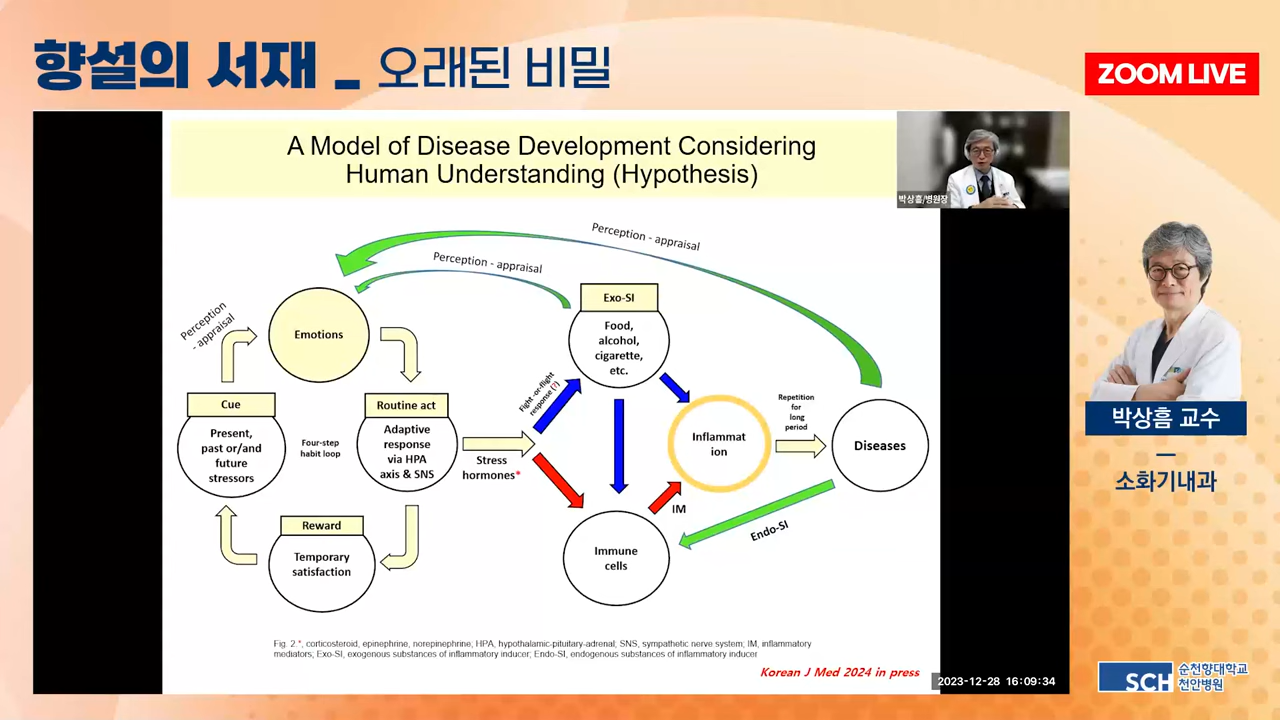 향설의 서재 _ 오래된 비밀
ZOOM LIVE
A Model of Disease Development Considering
Human Understanding (Hypothesis)
박상흠/병원장
Perception - appraisal
Perception - appraisal
Perception
- appraisal
Emotions
Exo-SI
Food,
alcohol,
cigarette,
etc.
Fight-or-flight
response (?)
Cue
Present,
past or/and
future
stressors
Four-step
habit loop
Routine act
Adaptive
response
via HPA
axis & SNS
Stress
hormones*
Inflammat
ion
Repetition
for
long
period
Diseases
IM
Endo-SI
Reward
Temporary
satisfaction
Immune
cells
Fig. 2.*, corticosteroid, epinephrine, norepinephrine; HPA, hypothalamic-pituitary-adrenal; SNS, sympathetic nerve system; IM, inflammatory
mediators; Exo-SI, exogenous substances of inflammatory inducer; Endo-SI, endogenous substances of inflammatory inducer
Korean J Med 2024 in press
2023-12-28 16:09:34
박상흠 교수
소화기내과
SCH 순천향대학교
천안병원